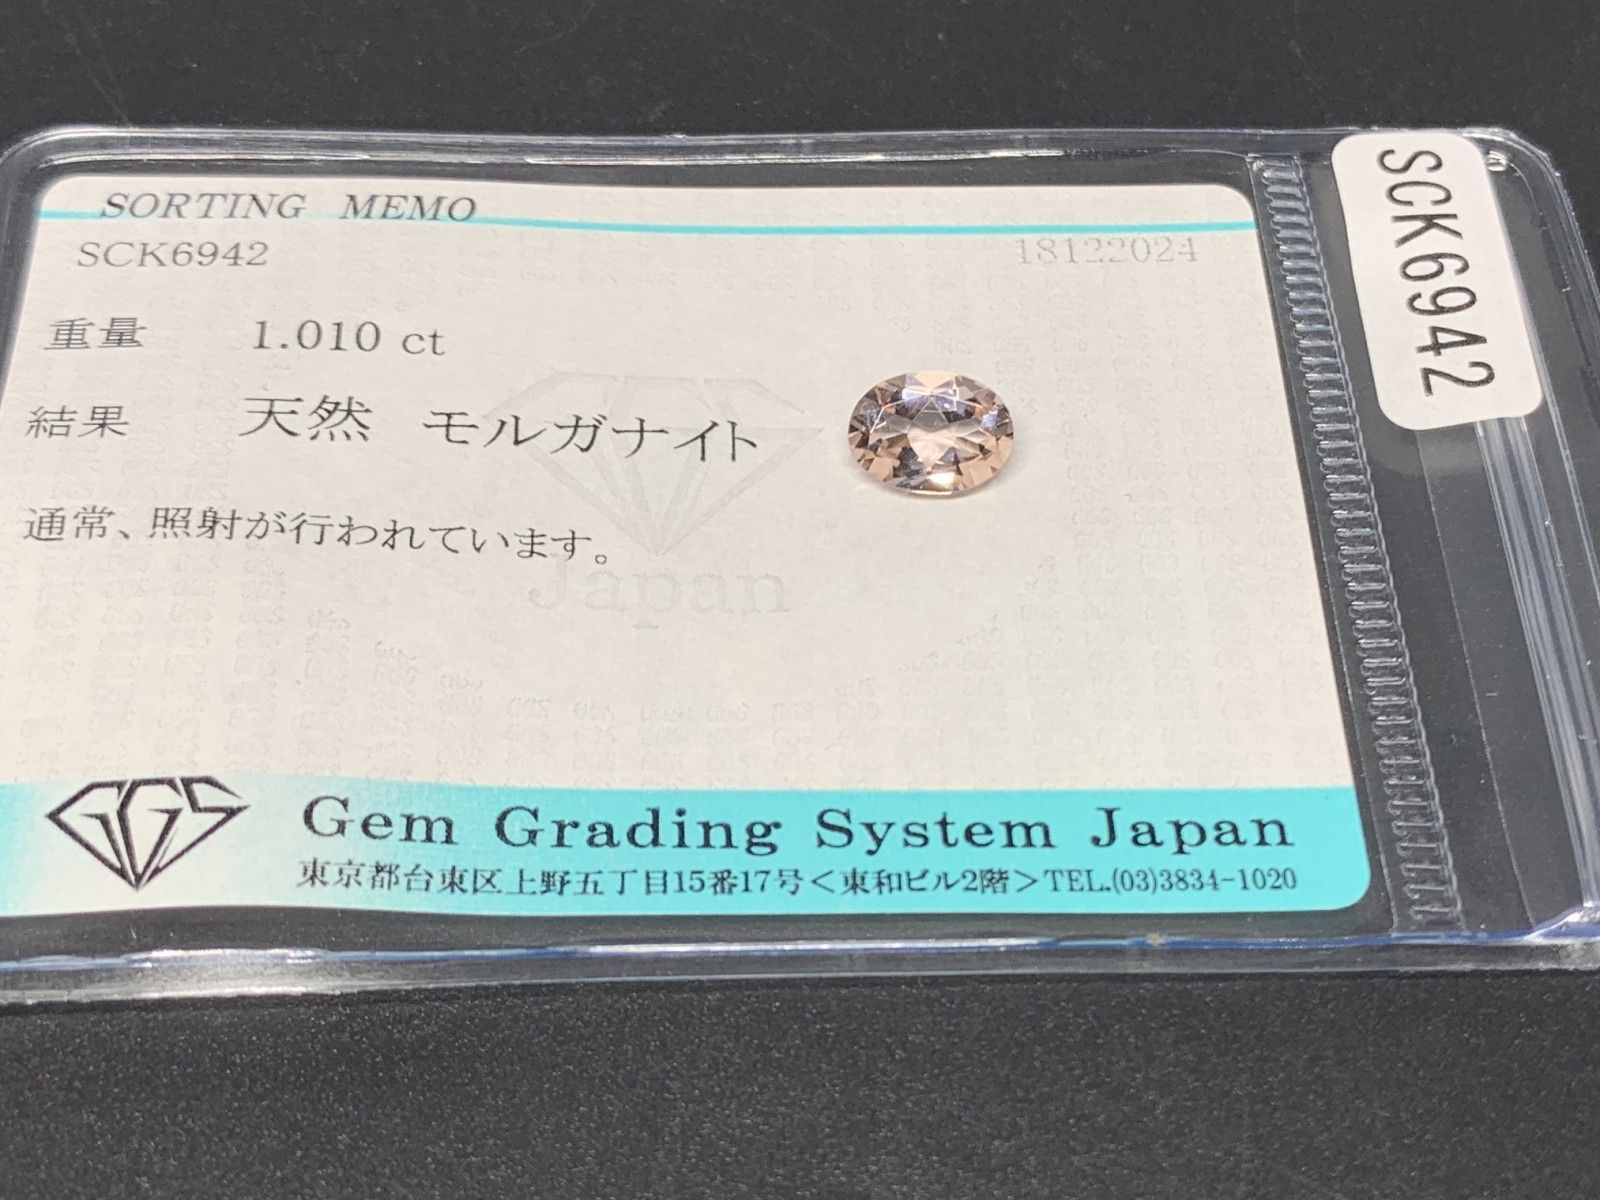 SORTING MEMO
SCK6942 18122024
重量 1.010 ct
結果 天然 モルガナイト
通常、照射が行われています。
Japan
GGS
Gem Grading System Japan
東京都台東区上野五丁目15番17号＜東和ビル2階＞TEL.(03)3834-1020
SCK6942